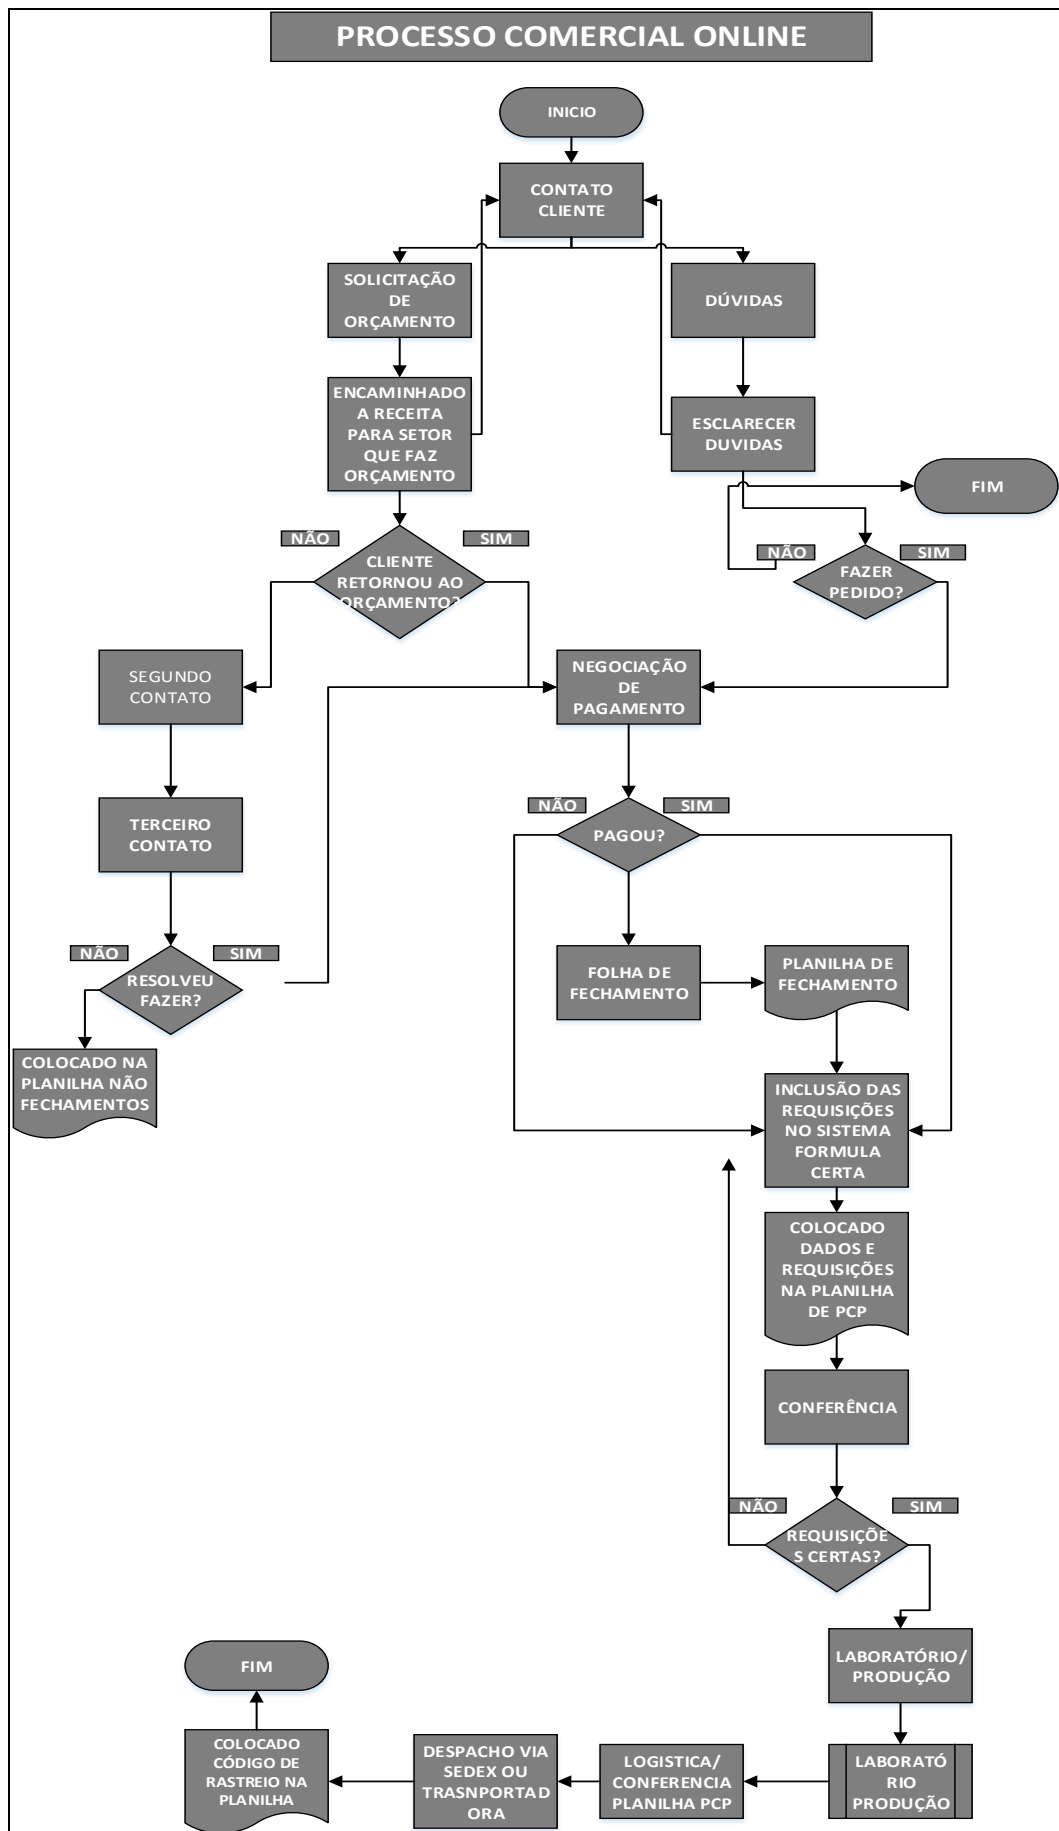 PROCESSO COMERCIAL ONLINE
INICIO
CONTATO
CLIENTE
SOLICITAÇÃO
DE
ORÇAMENTO
DÚVIDAS
ENCAMINHADO
A RECEITA
PARA SETOR
QUE FAZ
ORÇAMENTO
ESCLARECER
DUVIDAS
FIM
NÃO
SIM
CLIENTE
RETORNOU AO
ORÇAMENTO?
NÃO
SIM
FAZER
PEDIDO?
SEGUNDO
CONTATO
NEGOCIAÇÃO
DE
PAGAMENTO
TERCEIRO
CONTATO
NÃO
SIM
PAGOU?
NÃO
SIM
RESOLVEU
FAZER?
FOLHA DE
FECHAMENTO
PLANILHA DE
FECHAMENTO
COLOCADO NA
PLANILHA NÃO
FECHAMENTOS
INCLUSÃO DAS
REQUISIÇÕES
NO SISTEMA
FORMULA
CERTA
COLOCADO
DADOS E
REQUISIÇÕES
NA PLANILHA
DE PCP
CONFERÊNCIA
NÃO
SIM
REQUISIÇÕE
S CERTAS?
LABORATÓRIO/
PRODUÇÃO
FIM
COLOCADO
CÓDIGO DE
RASTREIO NA
PLANILHA
DESPACHO VIA
SEDEX OU
TRASNPORTAD
ORA
LOGISTICA/
CONFERENCIA
PLANILHA PCP
LABORATÓ
RIO
PRODUÇÃO